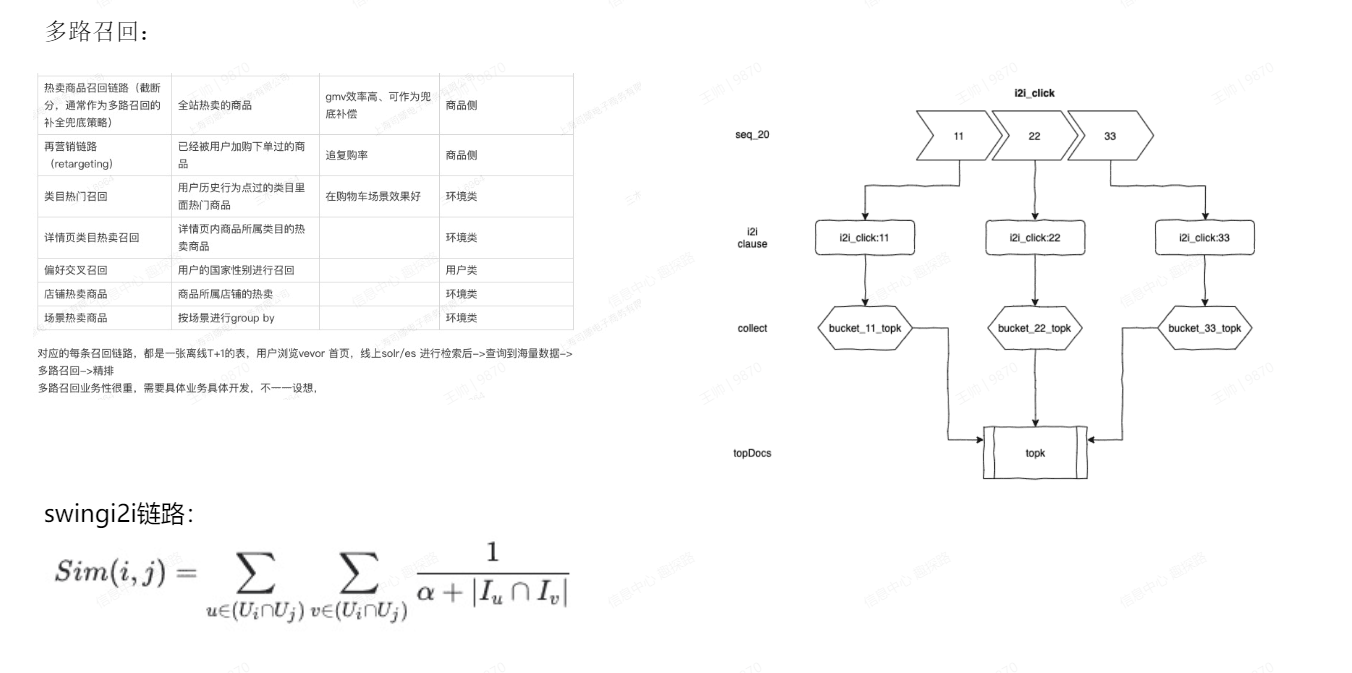 多路召回：
热卖商品召回链路（截断
分，通常作为多路召回的
补全兜底策略）
全站热卖的商品
gmv效率高、可作为兜
底补偿
商品侧
再营销链路
（retargeting)
已经被用户加购下单过的商
品
追复购率
商品侧
类目热门召回
用户历史行为点过的类目里
面热门商品
在购物车场景效果好
环境类
详情页类目热卖召回
详情页内商品所属类目的热
卖商品
环境类
偏好交叉召回
用户的国家性别进行召回
用户类
店铺热卖商品
商品所属店铺的热卖
环境类
场景热卖商品
按场景进行group by
环境类
对应的每条召回链路，都是一张离线T+1的表，用户浏览vevor 首页，线上solr/es 进行检索后->查询到海量数据->
多路召回->精排
多路召回业务性很重，需要具体业务具体开发，不一一设想，
i2i_click
seq_20
11
22
33
i2i
clause
i2i_click:11
i2i_click:22
i2i_click:33
collect
bucket_11_topk
bucket_22_topk
bucket_33_topk
topDocs
topk
swingi2i链路：
Sim(i,j) = ∑u∈(Ui∩Uj) ∑v∈(Ui∩Uj) 1/(α + |Iu ∩ Iv|)